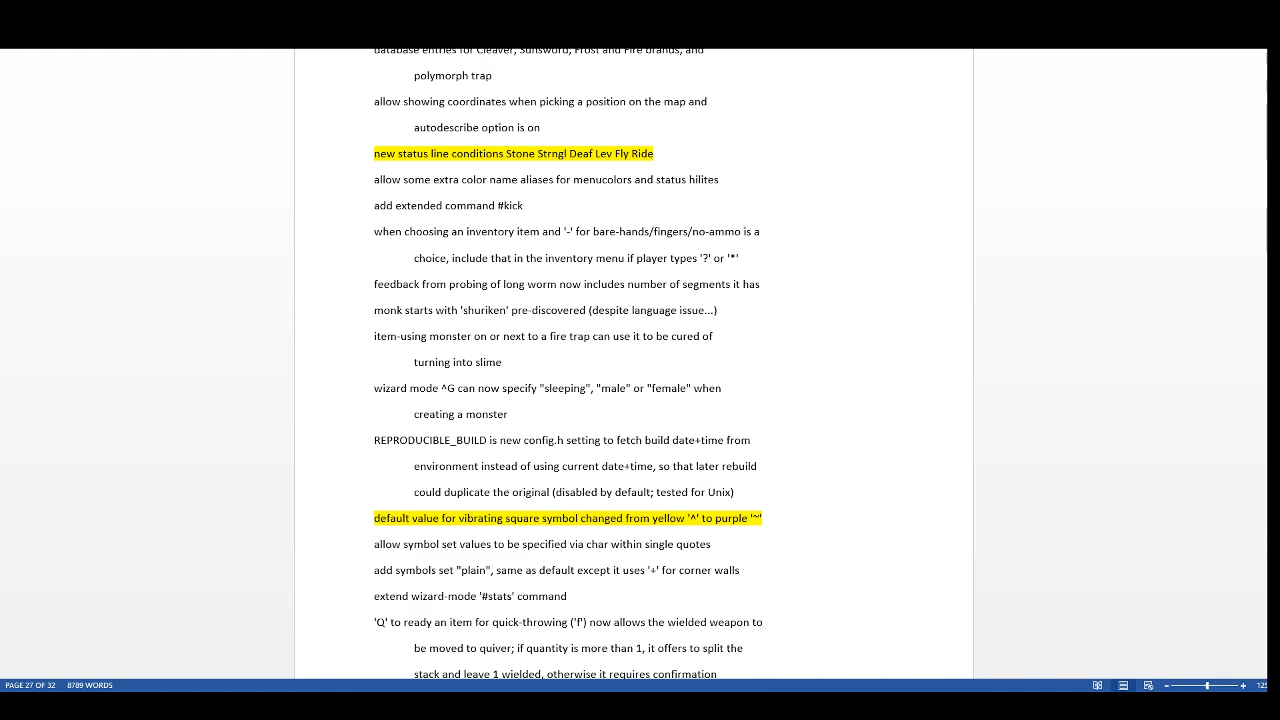 database entries for Cleaver, Sunsword, Frost and Fire brands, and
polymorph trap
allow showing coordinates when picking a position on the map and
autodescribe option is on
new status line conditions Stone Strngl Deaf Lev Fly Ride
allow some extra color name aliases for menucolors and status hilites
add extended command #kick
when choosing an inventory item and '-' for bare-hands/fingers/no-ammo is a
choice, include that in the inventory menu if player types '?' or '*'
feedback from probing of long worm now includes number of segments it has
monk starts with 'shuriken' pre-discovered (despite language issue...)
item-using monster on or next to a fire trap can use it to be cured of
turning into slime
wizard mode ^G can now specify "sleeping", "male" or "female" when
creating a monster
REPRODUCIBLE_BUILD is new config.h setting to fetch build date+time from
environment instead of using current date+time, so that later rebuild
could duplicate the original (disabled by default; tested for Unix)
default value for vibrating square symbol changed from yellow '^' to purple '~'
allow symbol set values to be specified via char within single quotes
add symbols set "plain", same as default except it uses '+' for corner walls
extend wizard-mode '#stats' command
'Q' to ready an item for quick-throwing ('f') now allows the wielded weapon to
be moved to quiver; if quantity is more than 1, it offers to split the
stack and leave 1 wielded, otherwise it requires confirmation
PAGE 27 OF 32 8789 WORDS